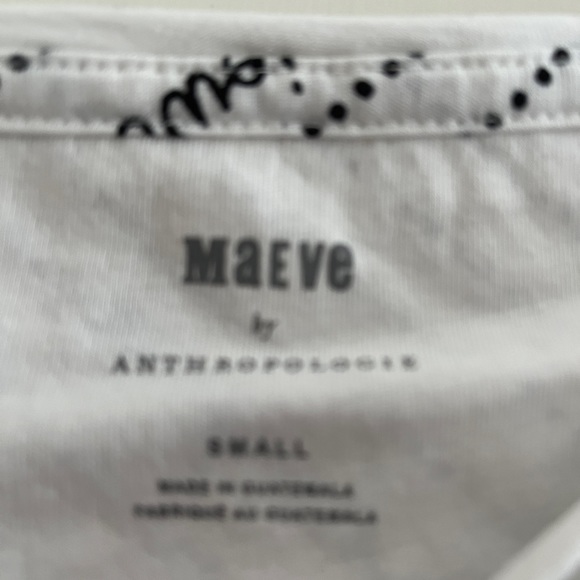 MaEVe
by
ANTHROPOLOGIE
SMALL
MADE IN GUATEMALA
FABRIQUÉ AU GUATEMALA